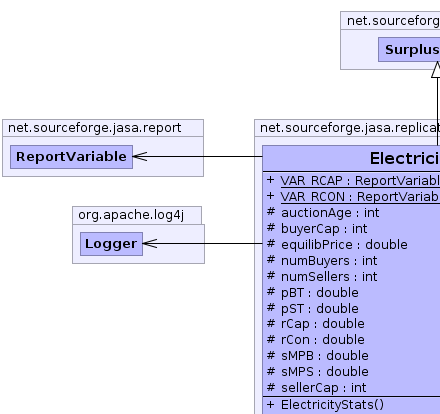 net.sourceforg
Surplus
net.sourceforge.jasa.report
ReportVariable
net.sourceforge.jasa.replicat
Electrici
+ VAR_RCAP : ReportVariabl
+ VAR_RCON : ReportVariab
# auctionAge : int
# buyerCap : int
# equilibPrice : double
# numBuyers : int
# numSellers : int
# pBT : double
# pST : double
# rCap : double
# rCon : double
# sMPB : double
# sMPS : double
# sellerCap : int
+ ElectricityStats()
org.apache.log4j
Logger